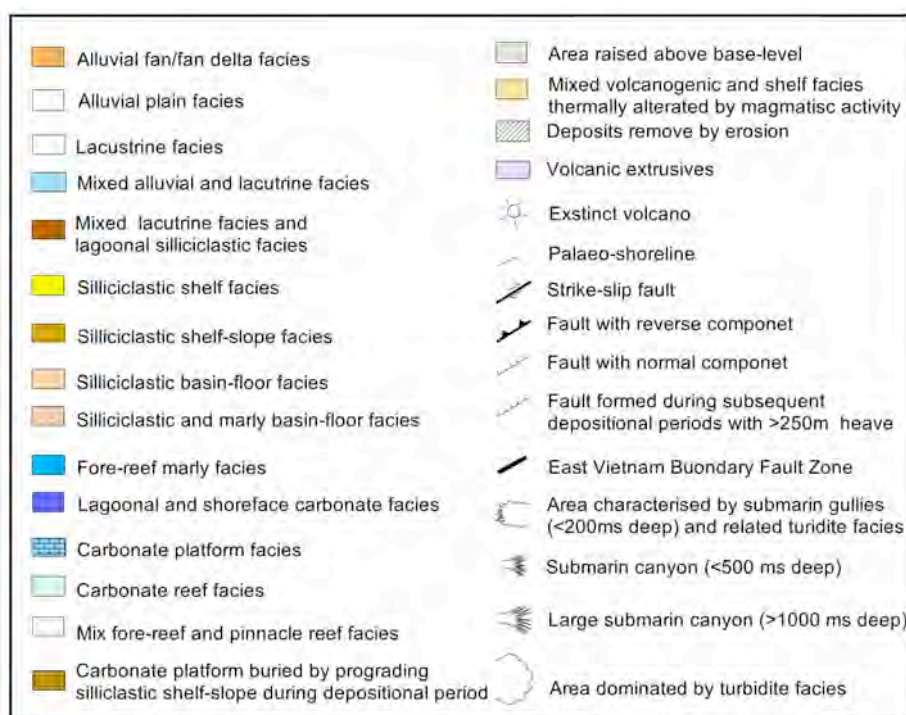 Alluvial fan/fan delta facies
Alluvial plain facies
Lacustrine facies
Mixed alluvial and lacutrine facies
Mixed lacutrine facies and
lagoonal silliciclastic facies
Silliciclastic shelf facies
Silliciclastic shelf-slope facies
Silliciclastic basin-floor facies
Silliciclastic and marly basin-floor facies
Fore-reef marly facies
Lagoonal and shoreface carbonate facies
Carbonate platform facies
Carbonate reef facies
Mix fore-reef and pinnacle reef facies
Carbonate platform buried by prograding
silliclastic shelf-slope during depositional period
Area raised above base-level
Mixed volcanogenic and shelf facies
thermally alterated by magmatisc activity
Deposits remove by erosion
Volcanic extrusives
Exstinct volcano
Palaeo-shoreline
Strike-slip fault
Fault with reverse componet
Fault with normal componet
Fault formed during subsequent
depositional periods with >250m heave
East Vietnam Buondary Fault Zone
Area characterised by submarin gullies
(<200ms deep) and related turidite facies
Submarin canyon (<500 ms deep)
Large submarin canyon (>1000 ms deep)
Area dominated by turbidite facies